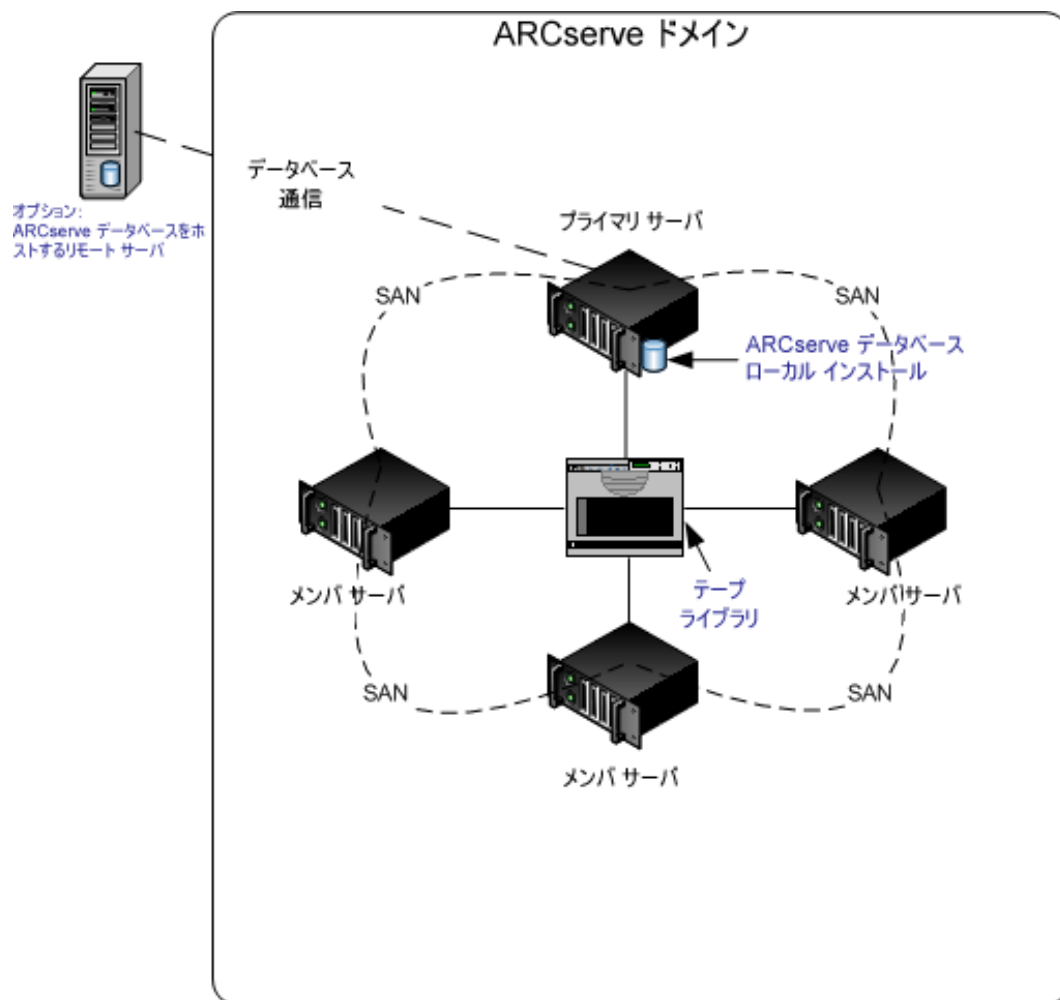 ARCserve ドメイン
オプション:
ARCserve データベースをホ
ストするリモート サーバ
データベース
通信
プライマリ サーバ
SAN
SAN
ARCserve データベース
ローカル インストール
メンバ サーバ
テープ
ライブラリ
メンバ サーバ
SAN
SAN
メンバ サーバ